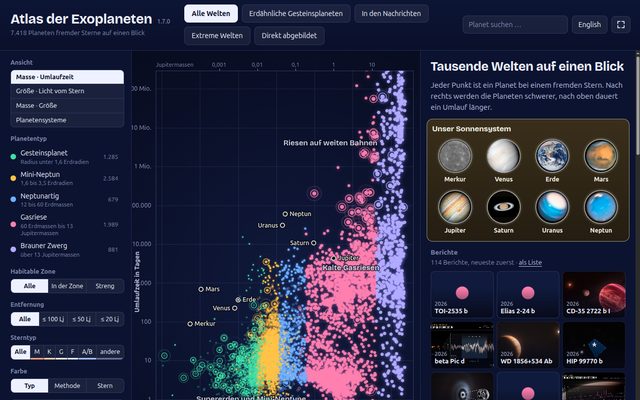 Atlas der Exoplaneten 1.7.0
7.418 Planeten fremder Sterne auf einen Blick
Alle Welten
Erdähnliche Gesteinsplaneten
In den Nachrichten
Extreme Welten
Direkt abgebildet
Planet suchen …
English
Ansicht
Masse · Umlaufzeit
Größe · Licht vom Stern
Masse · Größe
Planetensysteme
Planetentyp
Gesteinsplanet 1.285
Radius unter 1,6 Erdradien
Mini-Neptun 2.584
1,6 bis 3,5 Erdradien
Neptunartig 679
12 bis 60 Erdmassen
Gasriese 1.989
60 Erdmassen bis 13
Jupitermassen
Brauner Zwerg 881
über 13 Jupitermassen
Habitable Zone
Alle In der Zone Streng
Entfernung
Alle ≤ 100 Lj ≤ 50 Lj ≤ 20 Lj
Sterntyp
Alle M K G F A/B andere
Farbe
Typ Methode Stern
Jupitermassen 0,001 0,01 0,1 1 10
Mio.
1 Mio.
10.000
1.000
100
10
1
Umlaufzeit in Tagen
Riesen auf weiten Bahnen
Neptun
Uranus
Saturn
Jupiter
Kalte Gasriesen
Mars
Erde
Venus
Merkur
Supererden und Mini-Neptune
Tausende Welten auf einen Blick
Jeder Punkt ist ein Planet bei einem fremden Stern. Nach
rechts werden die Planeten schwerer, nach oben dauert
ein Umlauf länger.
Unser Sonnensystem
Merkur Venus Erde Mars
Jupiter Saturn Uranus Neptun
Berichte
114 Berichte, neueste zuerst · als Liste
2026
TOI-2535 b
2026
Elias 2-24 b
2026
CD-35 2722 b I
2026
beta Pic d
2026
WD 1856+534 Ab
2026
HIP 99770 b